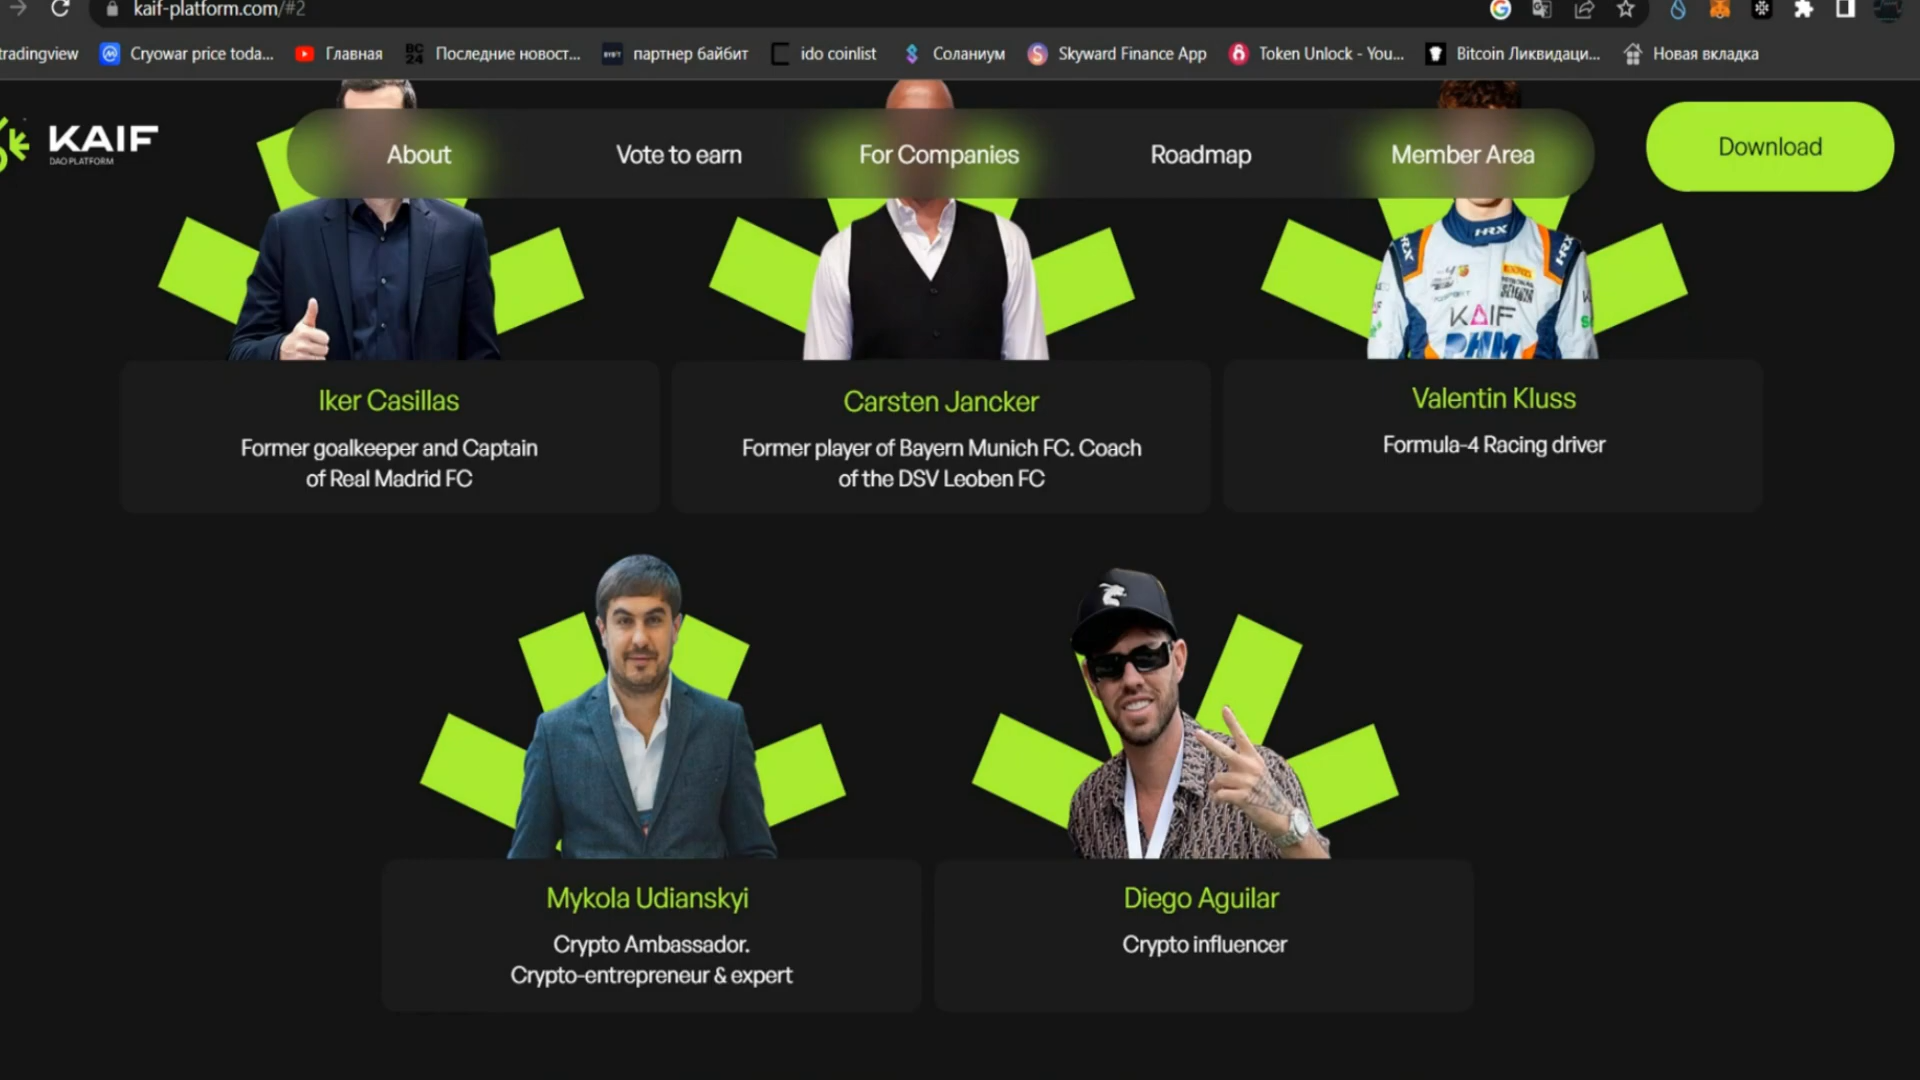 kaif-platform.com/#2
tradingview
Cryowar price toda...
Главная
Последние новост...
партнер байбит
ido coinlist
Соланиум
Skyward Finance App
Token Unlock - You...
Bitcoin Ликвидаци...
Новая вкладка
KAIF
DAO PLATFORM
About
Vote to earn
For Companies
Roadmap
Member Area
Download
HRX
HRX
HRX
KAIF
PHM
Iker Casillas
Former goalkeeper and Captain
of Real Madrid FC
Carsten Jancker
Former player of Bayern Munich FC. Coach
of the DSV Leoben FC
Valentin Kluss
Formula-4 Racing driver
Mykola Udianskyi
Crypto Ambassador.
Crypto-entrepreneur & expert
Diego Aguilar
Crypto influencer